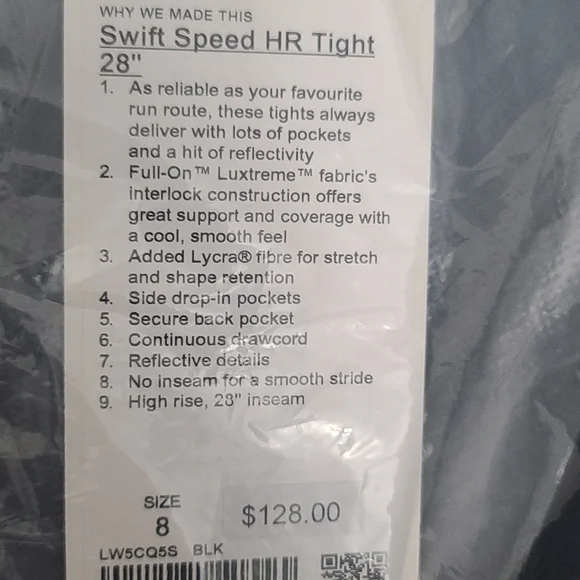 WHY WE MADE THIS
Swift Speed HR Tight
28"
1. As reliable as your favourite
run route, these tights always
deliver with lots of pockets
and a hit of reflectivity
2. Full-On™ Luxtreme™ fabric's
interlock construction offers
great support and coverage with
a cool, smooth feel
3. Added Lycra® fibre for stretch
and shape retention
4. Side drop-in pockets
5. Secure back pocket
6. Continuous drawcord
7. Reflective details
8. No inseam for a smooth stride
9. High rise, 28" inseam
SIZE
8
$128.00
LW5CQ5S BLK